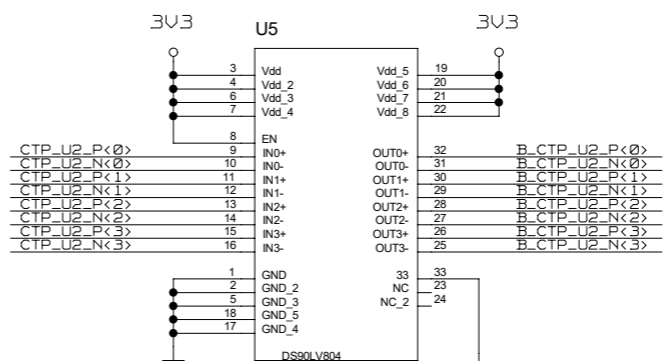 3V3 3V3
U5
3 Vdd Vdd_5 19
4 Vdd_2 Vdd_6 20
6 Vdd_3 Vdd_7 21
7 Vdd_4 Vdd_8 22
8 EN
CTP_U2_P<0> 9 IN0+ OUT0+ 32 B_CTP_U2_P<0>
CTP_U2_N<0> 10 IN0- OUT0- 31 B_CTP_U2_N<0>
CTP_U2_P<1> 11 IN1+ OUT1+ 30 B_CTP_U2_P<1>
CTP_U2_N<1> 12 IN1- OUT1- 29 B_CTP_U2_N<1>
CTP_U2_P<2> 13 IN2+ OUT2+ 28 B_CTP_U2_P<2>
CTP_U2_N<2> 14 IN2- OUT2- 27 B_CTP_U2_N<2>
CTP_U2_P<3> 15 IN3+ OUT3+ 26 B_CTP_U2_P<3>
CTP_U2_N<3> 16 IN3- OUT3- 25 B_CTP_U2_N<3>
1 GND 33 33
2 GND_2 NC 23
5 GND_3 NC_2 24
18 GND_5
17 GND_4
DS90LV804